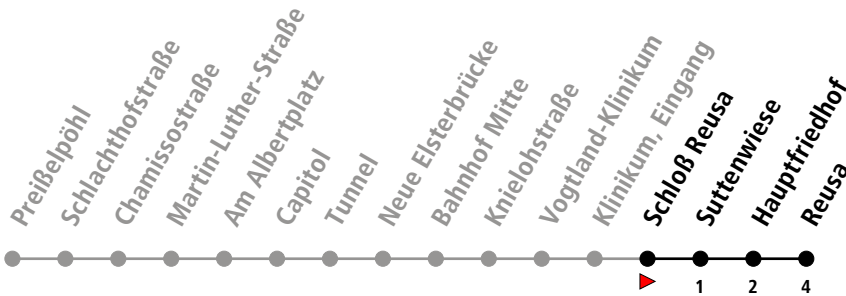 Preißelpöhl
Schlachthofstraße
Chamissostraße
Martin-Luther-Straße
Am Albertplatz
Capitol
Tunnel
Neue Elsterbrücke
Bahnhof Mitte
Knielohstraße
Vogtland-Klinikum
Klinikum, Eingang
Schloß Reusa
Suttenwiese
Hauptfriedhof
Reusa
1 2 4